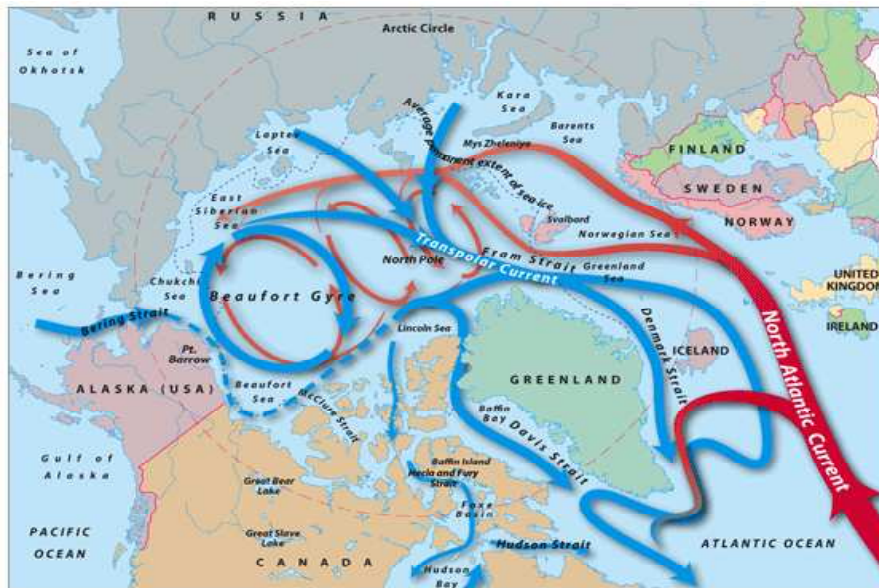 RUSSIA
Arctic Circle
Sea of
Okhotsk
Kara
Sea
Laptev
Sea
Average
extent of sea ice
Mys Zheleniye
Barents
Sea
FINLAND
SWEDEN
NORWAY
East
Siberian
Sea
Svalbard
Norwegian Sea
Transpolar Current
Fram Strait
North Pole
Greenland
Sea
Bering
Sea
Chukchi
Sea
Beaufort Gyre
UNITED
KINGDOM
IRELAND
Bering Strait
Lincoln Sea
Pt.
Barrow
Denmark Strait
ICELAND
North Atlantic Current
ALASKA (USA)
Beaufort
Sea
McClure Strait
GREENLAND
Baffin
Bay
Davis Strait
Gulf of
Alaska
Great Bear
Lake
Baffin Island
Hecla and Fury
Strait
Foxe
Basin
Great Slave
Lake
PACIFIC
OCEAN
CANADA
Hudson Strait
Hudson
Bay
ATLANTIC OCEAN